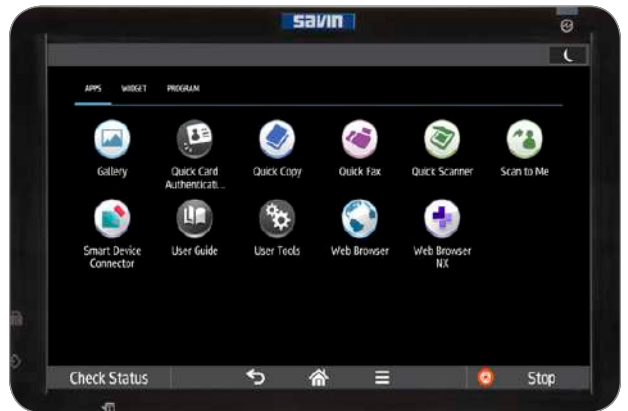 savin
APPS WIDGET PROGRAM
Gallery
Quick Card
Authenticati...
Quick Copy
Quick Fax
Quick Scanner
Scan to Me
Smart Device
Connector
User Guide
User Tools
Web Browser
Web Browser
NX
Check Status
Stop